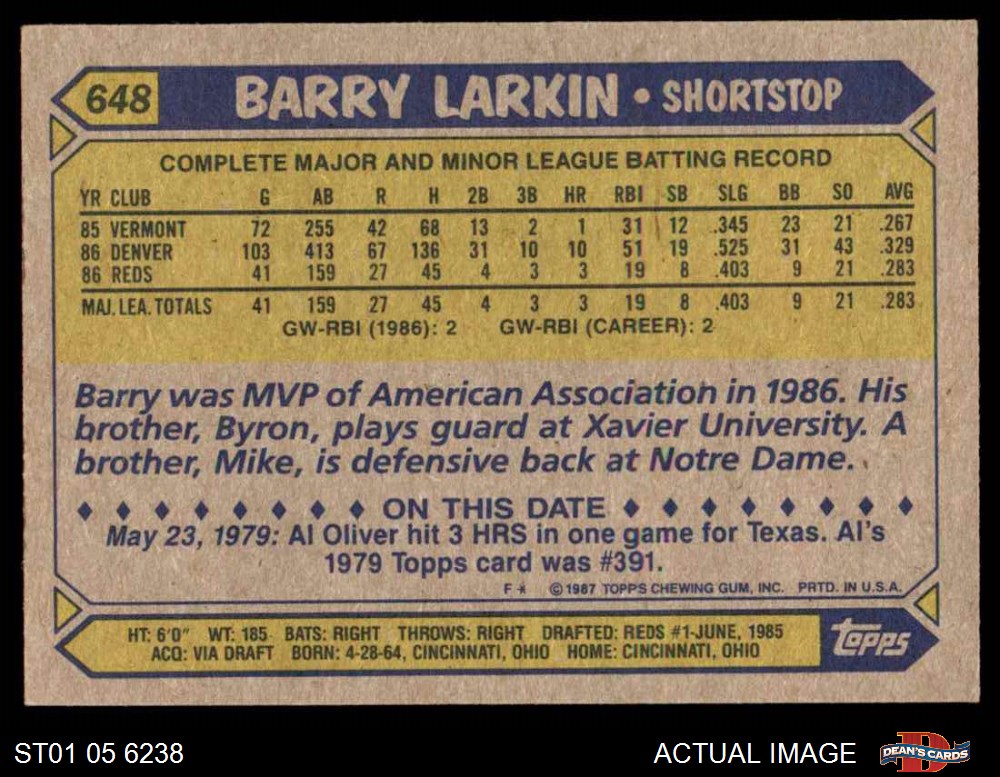 648 BARRY LARKIN • SHORTSTOP
COMPLETE MAJOR AND MINOR LEAGUE BATTING RECORD
YR CLUB G AB R H 2B 3B HR RBI SB SLG BB SO AVG
85 VERMONT 72 255 42 68 13 2 1 31 12 .345 23 21 .267
86 DENVER 103 413 67 136 31 10 10 51 19 .525 31 43 .329
86 REDS 41 159 27 45 4 3 3 19 8 .403 9 21 .283
MAJ. LEA. TOTALS 41 159 27 45 4 3 3 19 8 .403 9 21 .283
GW-RBI (1986): 2 GW-RBI (CAREER): 2
Barry was MVP of American Association in 1986. His
brother, Byron, plays guard at Xavier University. A
brother, Mike, is defensive back at Notre Dame.
♦ ♦ ♦ ♦ ♦ ♦ ♦ ♦ ON THIS DATE ♦ ♦ ♦ ♦ ♦ ♦ ♦ ♦
May 23, 1979: Al Oliver hit 3 HRS in one game for Texas. Al's
1979 Topps card was #391.
F * © 1987 TOPPS CHEWING GUM, INC. PRTD. IN U.S.A.
HT: 6'0" WT: 185 BATS: RIGHT THROWS: RIGHT DRAFTED: REDS #1-JUNE, 1985
ACQ: VIA DRAFT BORN: 4-28-64, CINCINNATI, OHIO HOME: CINCINNATI, OHIO
topps
ST01 05 6238
ACTUAL IMAGE
D
DEAN'S CARDS